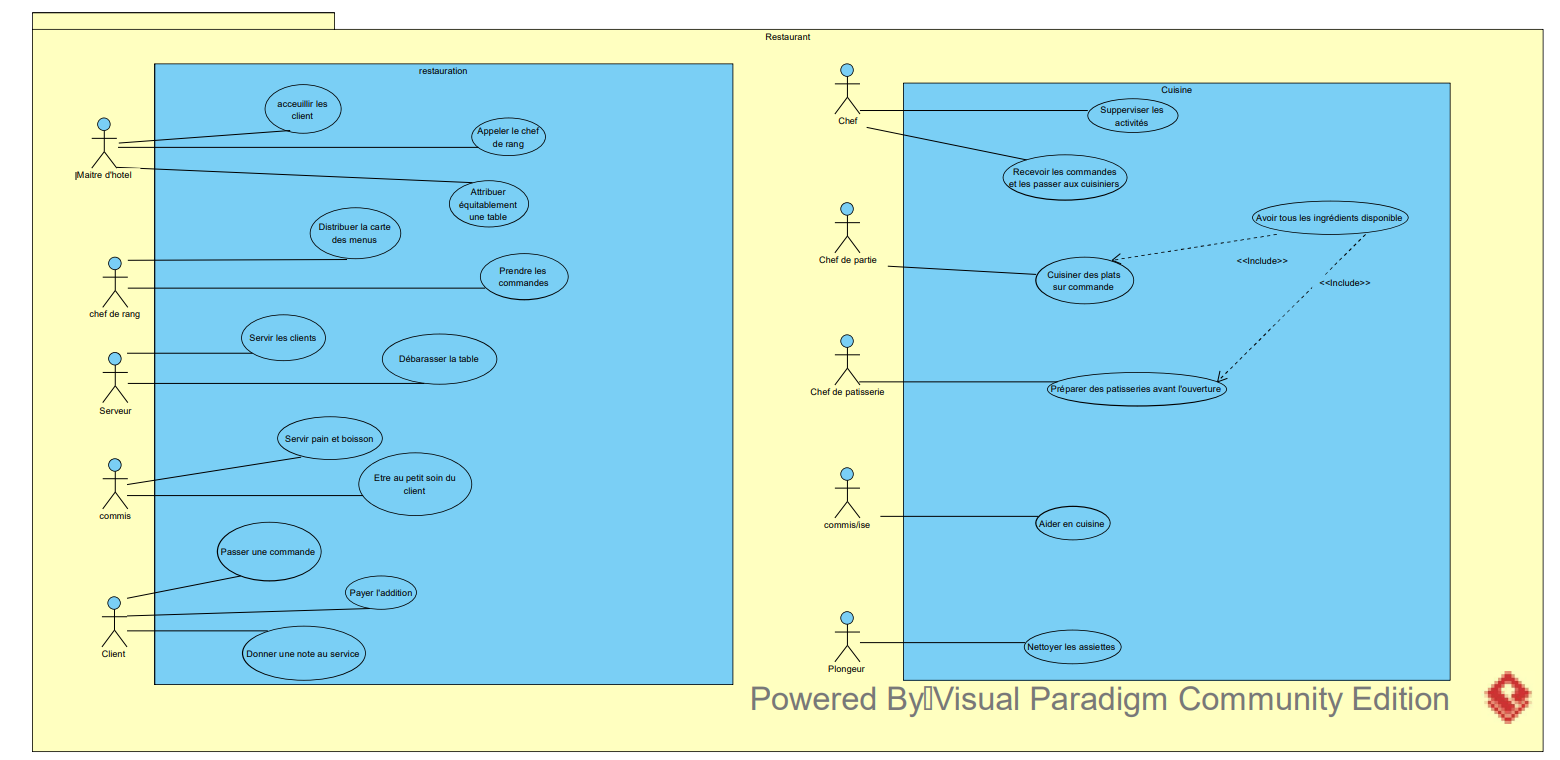 Restaurant
restauration
acceuillir les
client
Appeler le chef
de rang
Maitre d'hotel
Attribuer
équitablement
une table
Distribuer la carte
des menus
Prendre les
commandes
chef de rang
Servir les clients
Débarasser la table
Serveur
Servir pain et boisson
Etre au petit soin du
client
commis
Passer une commande
Payer l'addition
Client
Donner une note au service
Cuisine
Chef
Supperviser les
activités
Recevoir les commandes
et les passer aux cuisiniers
Avoir tous les ingrédients disponible
Chef de partie
<<Include>>
Cuisiner des plats
sur commande
<<Include>>
Chef de patisserie
Préparer des patisseries avant l'ouverture
commis/ise
Aider en cuisine
Plongeur
Nettoyer les assiettes
Powered By Visual Paradigm Community Edition